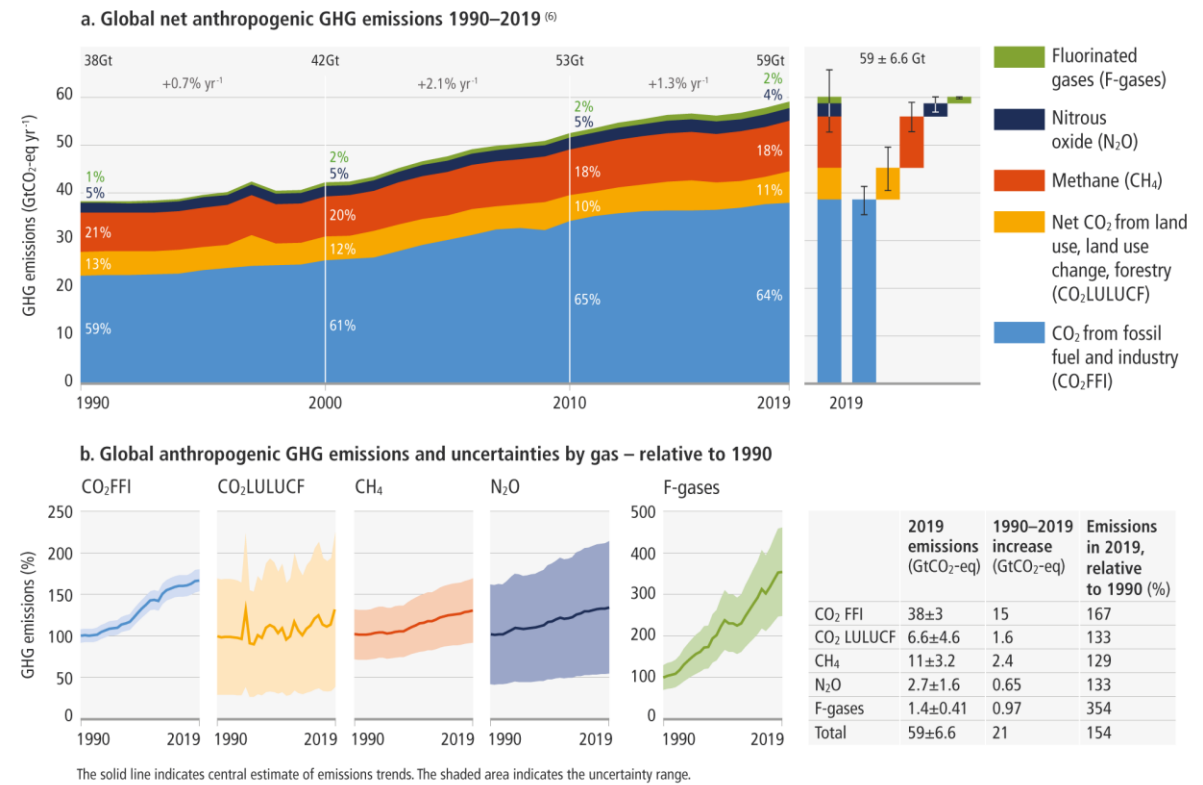 a. Global net anthropogenic GHG emissions 1990–2019 (6)
38Gt
42Gt
53Gt
59Gt
+0.7% yr-1
+2.1% yr-1
+1.3% yr-1
GHG emissions (GtCO2-eq yr-1)
60
50
40
30
20
10
0
1%
5%
21%
13%
59%
2%
5%
20%
12%
61%
2%
5%
18%
10%
65%
2%
4%
18%
11%
64%
1990
2000
2010
2019
59 ± 6.6 Gt
2019
Fluorinated
gases (F-gases)
Nitrous
oxide (N2O)
Methane (CH4)
Net CO2 from land
use, land use
change, forestry
(CO2LULUCF)
CO2 from fossil
fuel and industry
(CO2FFI)
b. Global anthropogenic GHG emissions and uncertainties by gas – relative to 1990
GHG emissions (%)
CO2FFI
250
200
150
100
50
0
1990 2019
CO2LULUCF
1990 2019
CH4
1990 2019
N2O
1990 2019
F-gases
500
400
300
200
100
0
1990 2019
2019 emissions (GtCO2-eq) 1990–2019 increase (GtCO2-eq) Emissions in 2019, relative to 1990 (%)
CO2 FFI 38±3 15 167
CO2 LULUCF 6.6±4.6 1.6 133
CH4 11±3.2 2.4 129
N2O 2.7±1.6 0.65 133
F-gases 1.4±0.41 0.97 354
Total 59±6.6 21 154
The solid line indicates central estimate of emissions trends. The shaded area indicates the uncertainty range.